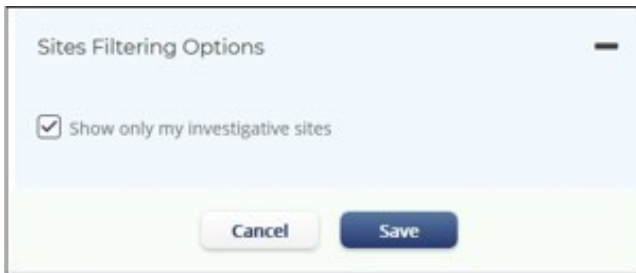 Sites Filtering Options
Show only my investigative sites
Cancel Save